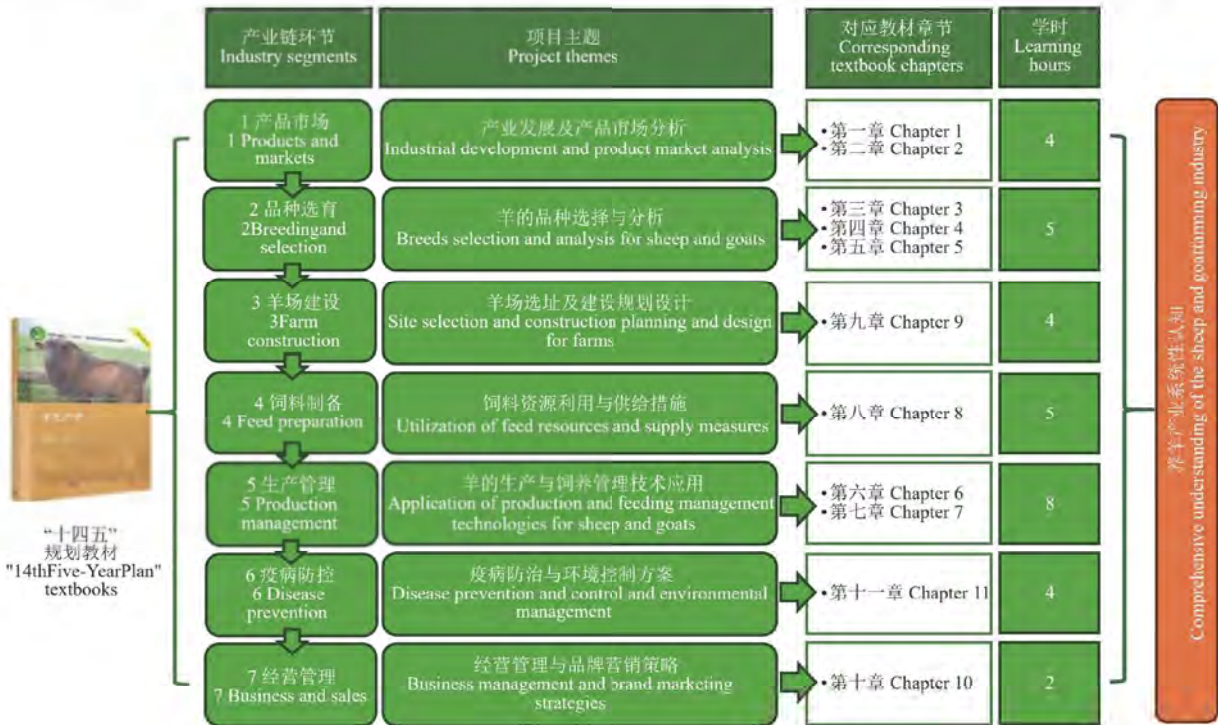 产业链环节
Industry segments
项目主题
Project themes
对应教材章节
Corresponding
textbook chapters
学时
Learning
hours
1 产品市场
1 Products and
markets
产业发展及产品市场分析
Industrial development and product market analysis
•第一章 Chapter 1
•第二章 Chapter 2
4
2 品种选育
2Breedingand
selection
羊的品种选择与分析
Breeds selection and analysis for sheep and goats
•第三章 Chapter 3
•第四章 Chapter 4
•第五章 Chapter 5
5
3 羊场建设
3Farm
construction
羊场选址及建设规划设计
Site selection and construction planning and design
for farms
•第九章 Chapter 9
4
4 饲料制备
4 Feed preparation
饲料资源利用与供给措施
Utilization of feed resources and supply measures
•第八章 Chapter 8
5
5 生产管理
5 Production
management
羊的生产与饲养管理技术应用
Application of production and feeding management
technologies for sheep and goats
•第六章 Chapter 6
•第七章 Chapter 7
8
6 疫病防控
6 Disease
prevention
疫病防治与环境控制方案
Disease prevention and control and environmental
management
•第十一章 Chapter 11
4
7 经营管理
7 Business and sales
经营管理与品牌营销策略
Business management and brand marketing
strategies
•第十章 Chapter 10
2
“十四五”
规划教材
"14thFive-YearPlan"
textbooks
养羊产业系统性认知
Comprehensive understanding of the sheep and goatfarming industry